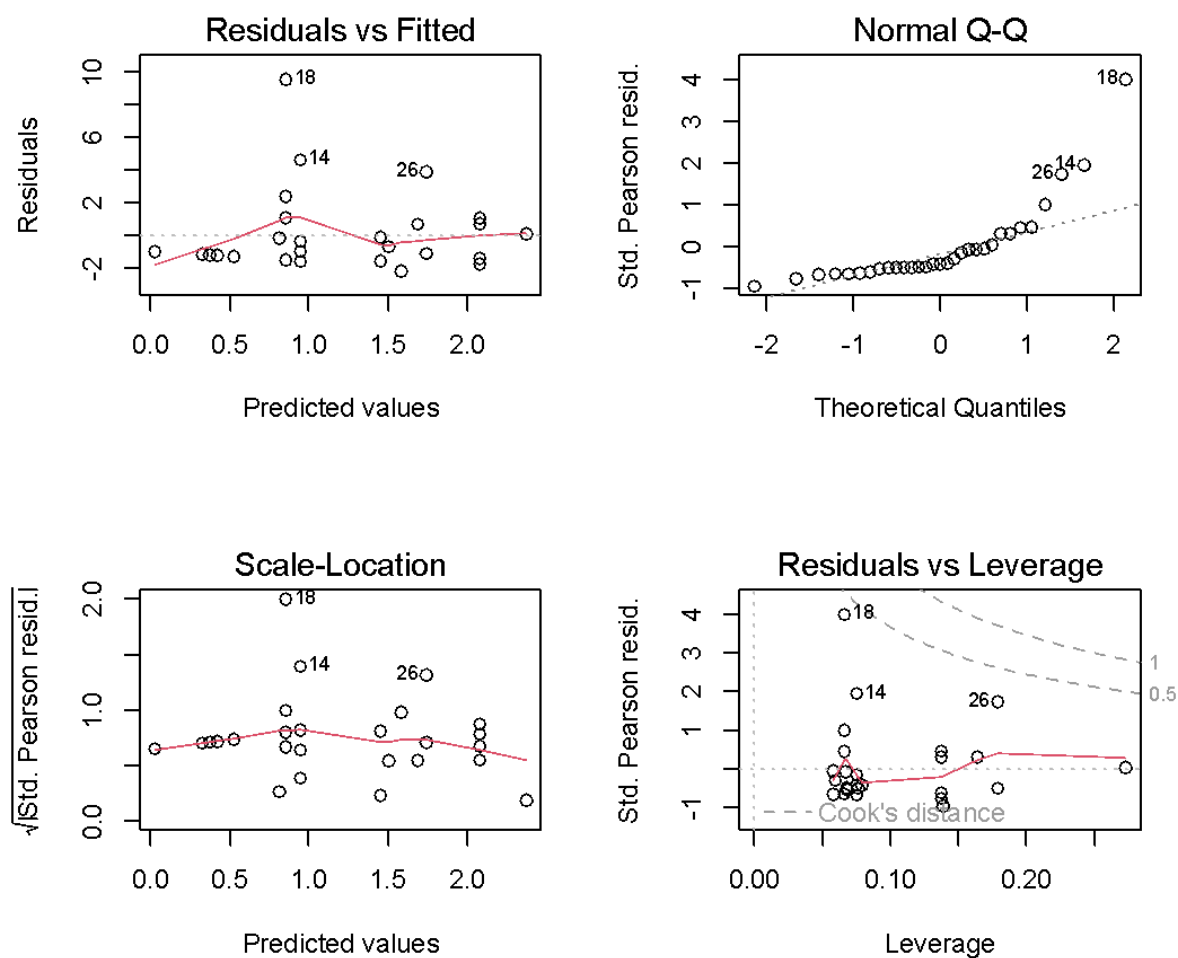 Residuals vs Fitted
Residuals
10
6
2
-2
18
14
26
0.0 0.5 1.0 1.5 2.0
Predicted values
Normal Q-Q
Std. Pearson resid.
4
3
2
1
0
-1
18
14
26
-2 -1 0 1 2
Theoretical Quantiles
Scale-Location
√|Std. Pearson resid.|
2.0
1.0
0.0
18
14
26
0.0 0.5 1.0 1.5 2.0
Predicted values
Residuals vs Leverage
Std. Pearson resid.
4
3
2
1
0
-1
18
14
26
1
0.5
Cook's distance
0.00 0.10 0.20
Leverage